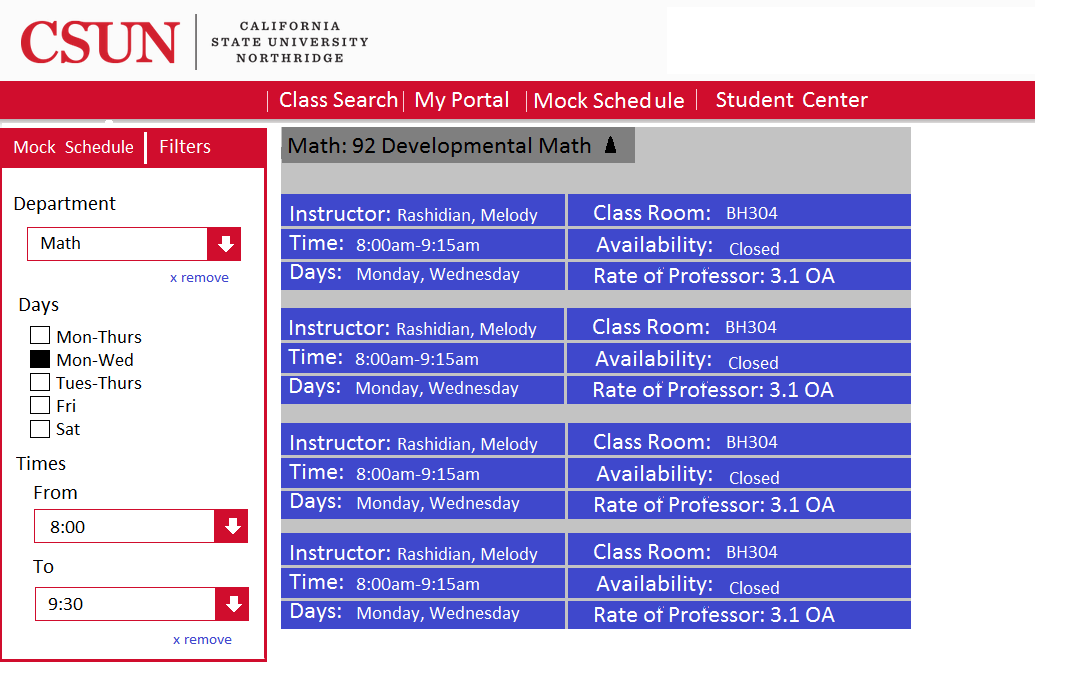 CSUN
CALIFORNIA
STATE UNIVERSITY
NORTHRIDGE
Class Search | My Portal | Mock Schedule | Student Center
Mock Schedule
Filters
Department
Math
x remove
Days
Mon-Thurs
Mon-Wed
Tues-Thurs
Fri
Sat
Times
From
8:00
To
9:30
x remove
Math: 92 Developmental Math
Instructor: Rashidian, Melody
Class Room: BH304
Time: 8:00am-9:15am
Availability: Closed
Days: Monday, Wednesday
Rate of Professor: 3.1 OA
Instructor: Rashidian, Melody
Class Room: BH304
Time: 8:00am-9:15am
Availability: Closed
Days: Monday, Wednesday
Rate of Professor: 3.1 OA
Instructor: Rashidian, Melody
Class Room: BH304
Time: 8:00am-9:15am
Availability: Closed
Days: Monday, Wednesday
Rate of Professor: 3.1 OA
Instructor: Rashidian, Melody
Class Room: BH304
Time: 8:00am-9:15am
Availability: Closed
Days: Monday, Wednesday
Rate of Professor: 3.1 OA